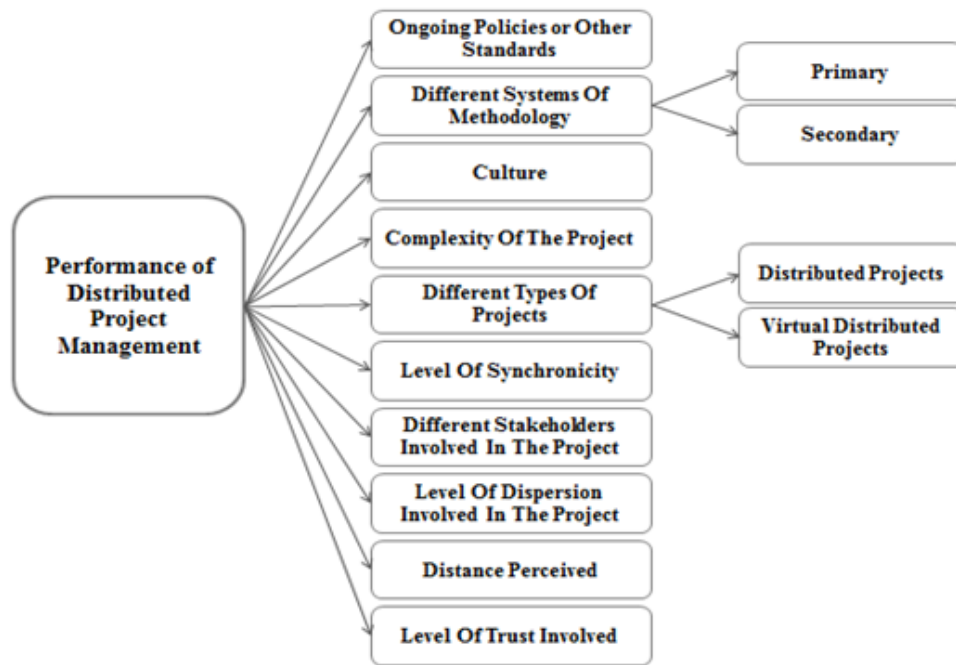 Performance of
Distributed
Project
Management
Ongoing Policies or Other
Standards
Different Systems Of
Methodology
Primary
Secondary
Culture
Complexity Of The Project
Different Types Of
Projects
Distributed Projects
Virtual Distributed
Projects
Level Of Synchronicity
Different Stakeholders
Involved In The Project
Level Of Dispersion
Involved In The Project
Distance Perceived
Level Of Trust Involved